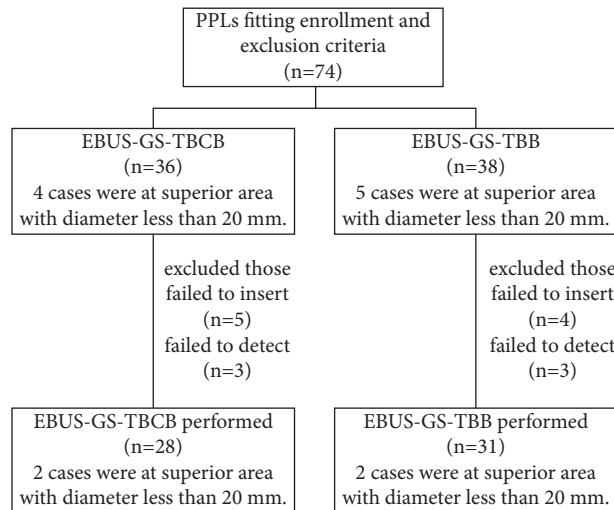 PPLs fitting enrollment and
exclusion criteria
(n=74)
EBUS-GS-TBCB
(n=36)
4 cases were at superior area
with diameter less than 20 mm.
EBUS-GS-TBB
(n=38)
5 cases were at superior area
with diameter less than 20 mm.
excluded those
failed to insert
(n=5)
failed to detect
(n=3)
excluded those
failed to insert
(n=4)
failed to detect
(n=3)
EBUS-GS-TBCB performed
(n=28)
2 cases were at superior area
with diameter less than 20 mm.
EBUS-GS-TBB performed
(n=31)
2 cases were at superior area
with diameter less than 20 mm.